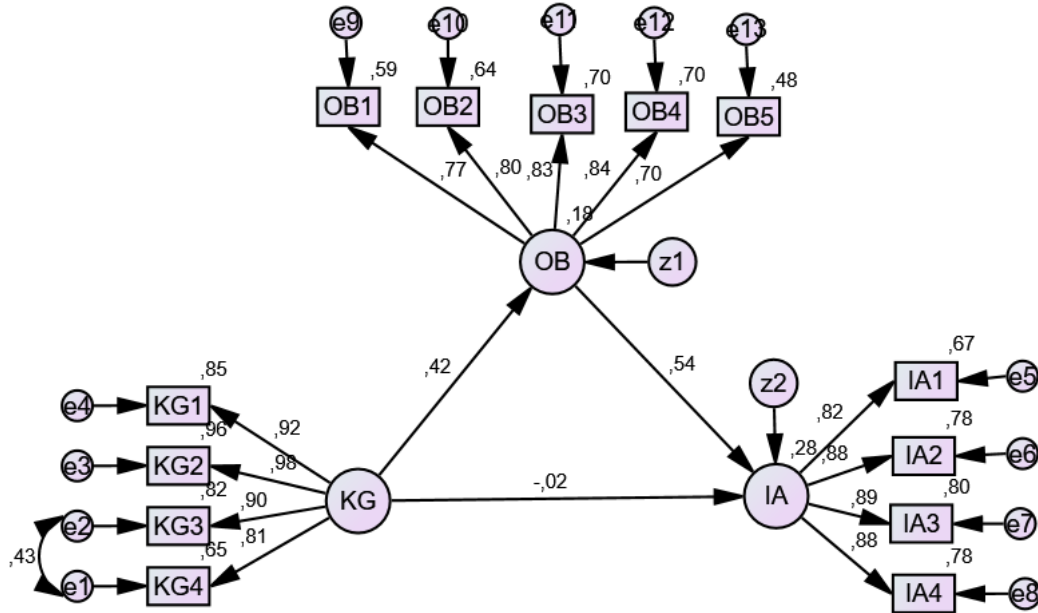 e9 e10 e11 e12 e13
,59 ,64 ,70 ,70 ,48
OB1 OB2 OB3 OB4 OB5
,77 ,80 ,83 ,84 ,70
,18
OB z1
,42 ,54
,85 ,67
e4 KG1 z2 IA1 e5
,92 ,82
,96 ,78
e3 KG2 ,98 ,28 ,88 IA2 e6
,82 ,80
KG -,02 IA
e2 KG3 ,90 ,89 IA3 e7
,65 ,81 ,88 ,78
,43
e1 KG4 IA4 e8